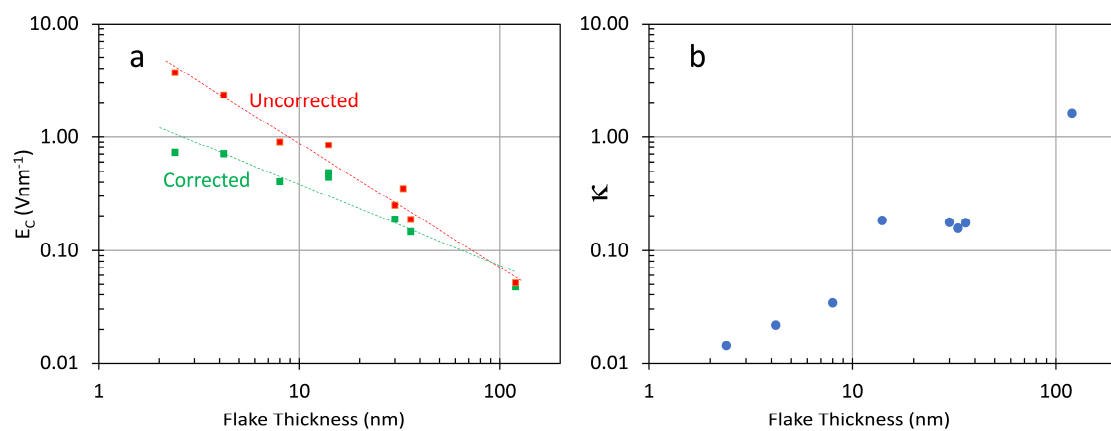 a
10.00
1.00
0.10
0.01
E_C (Vnm⁻¹)
Uncorrected
Corrected
1 10 100
Flake Thickness (nm)
b
10.00
1.00
0.10
0.01
κ
1 10 100
Flake Thickness (nm)